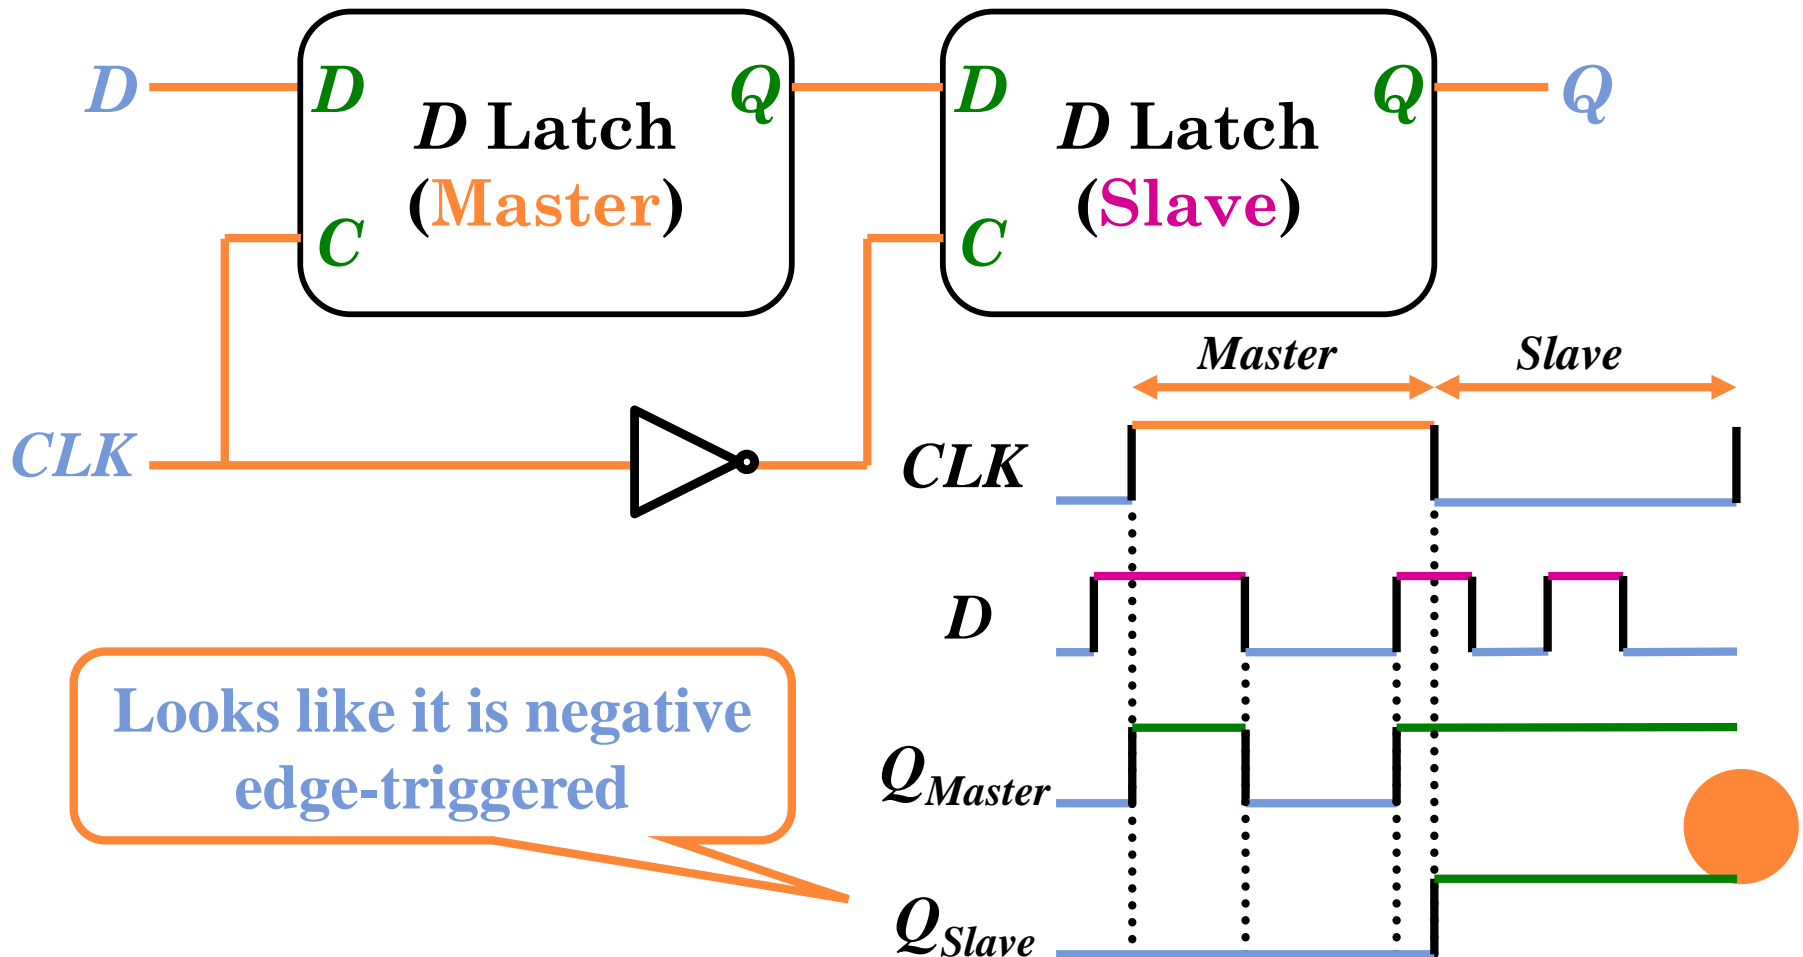 D
D
D Latch
(Master)
Q
C
D
D Latch
(Slave)
Q
C
Q
CLK
Master
Slave
CLK
D
Looks like it is negative
edge-triggered
QMaster
QSlave